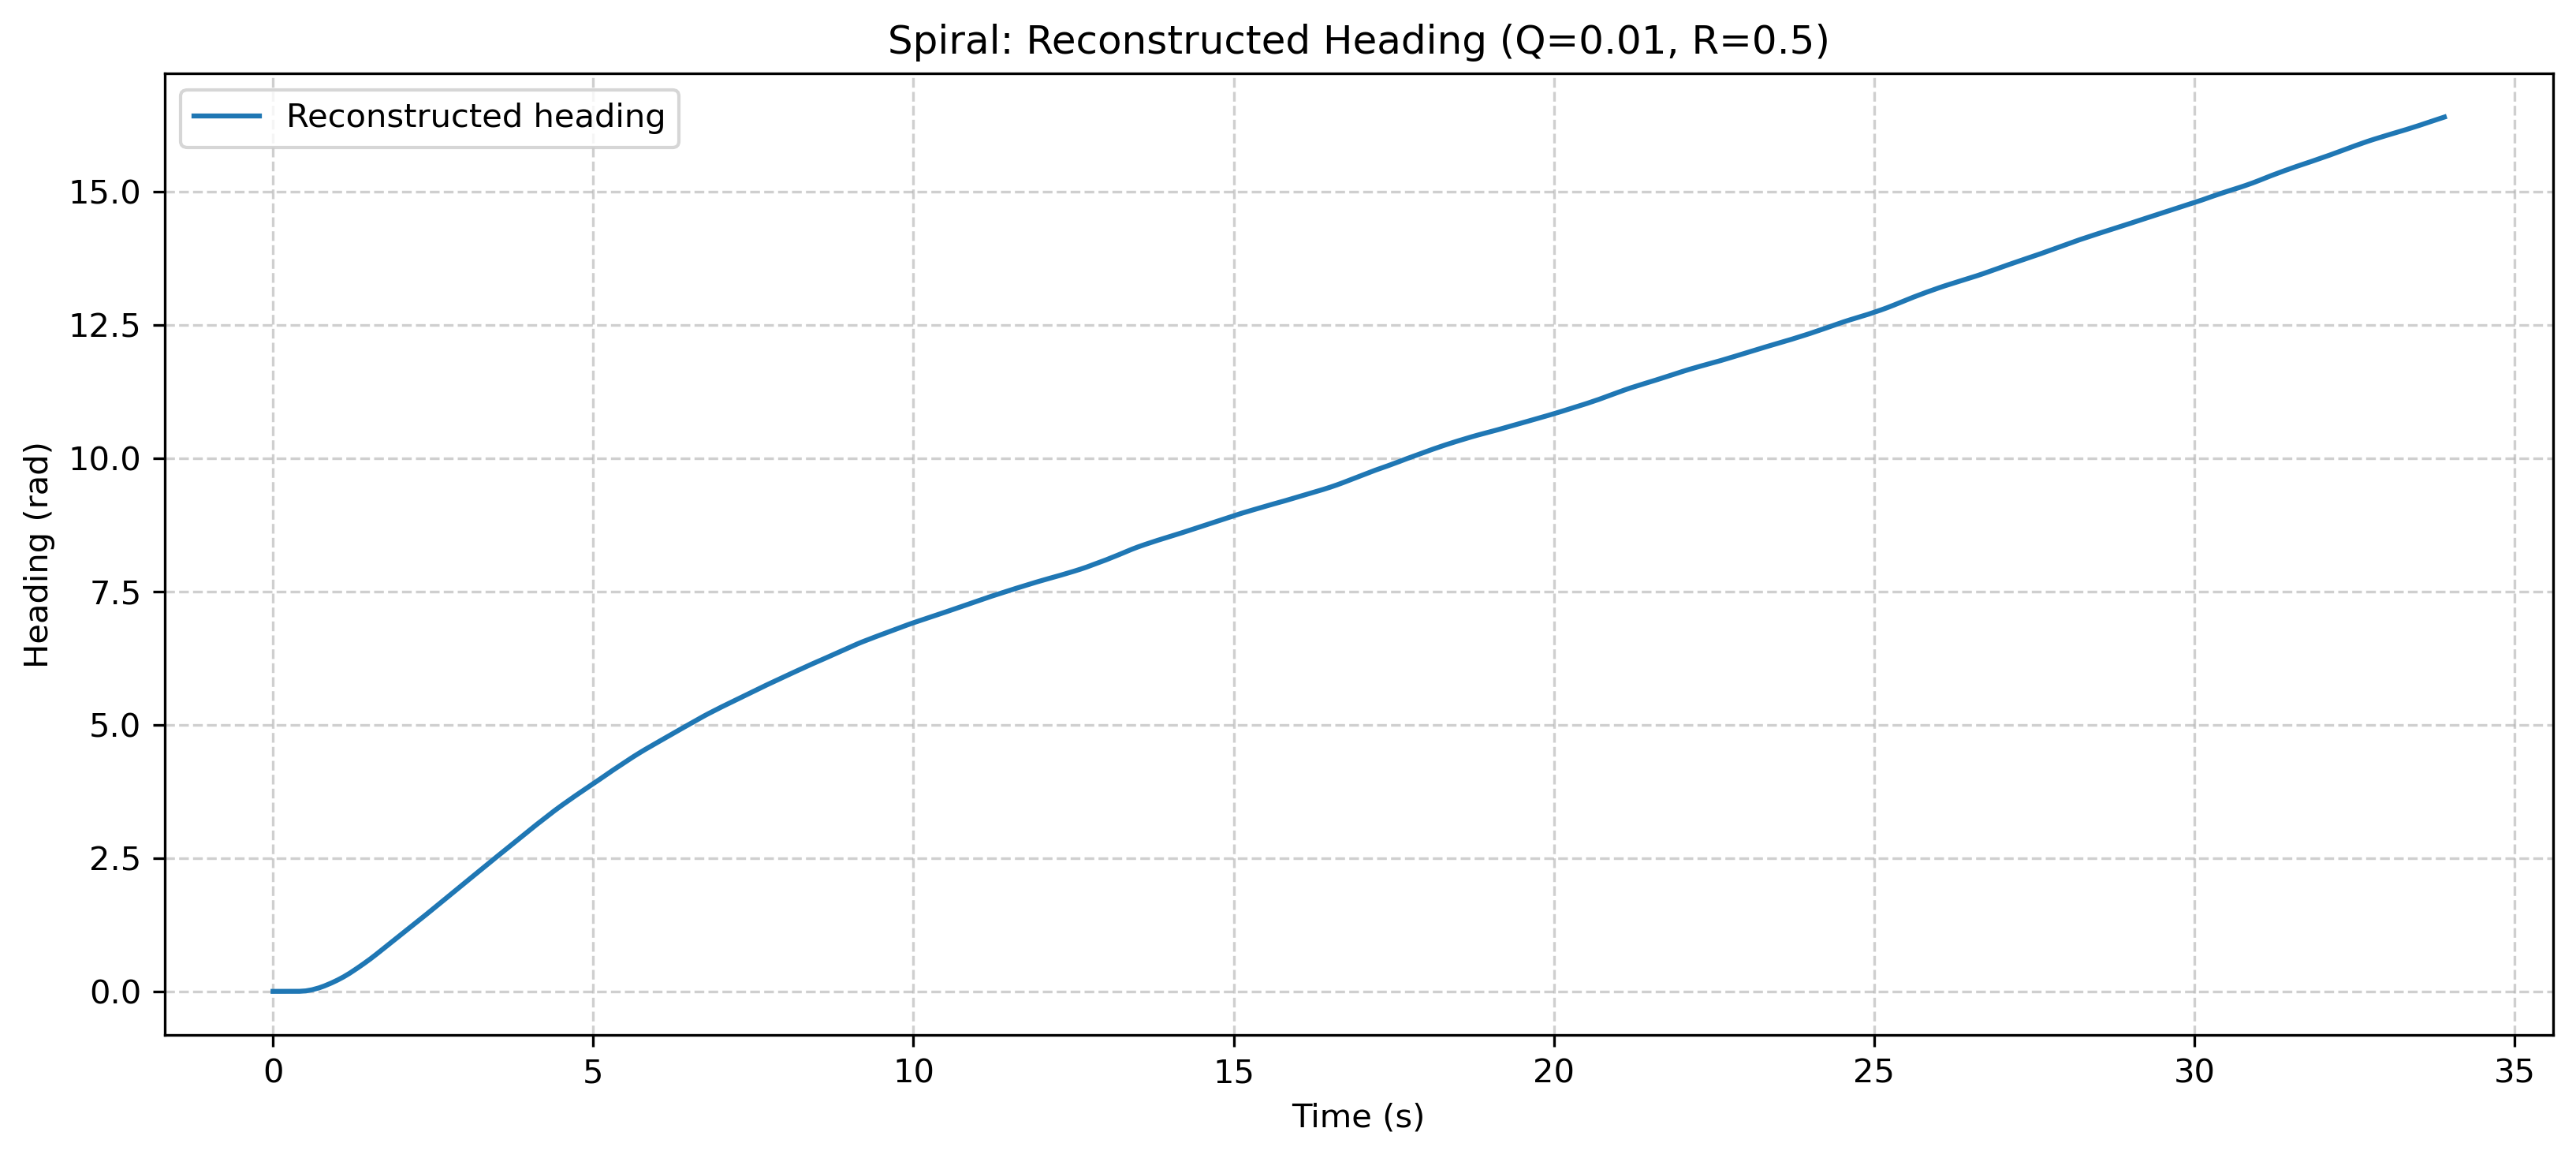 Spiral: Reconstructed Heading (Q=0.01, R=0.5)
Reconstructed heading
Heading (rad)
15.0
12.5
10.0
7.5
5.0
2.5
0.0
0 5 10 15 20 25 30 35
Time (s)